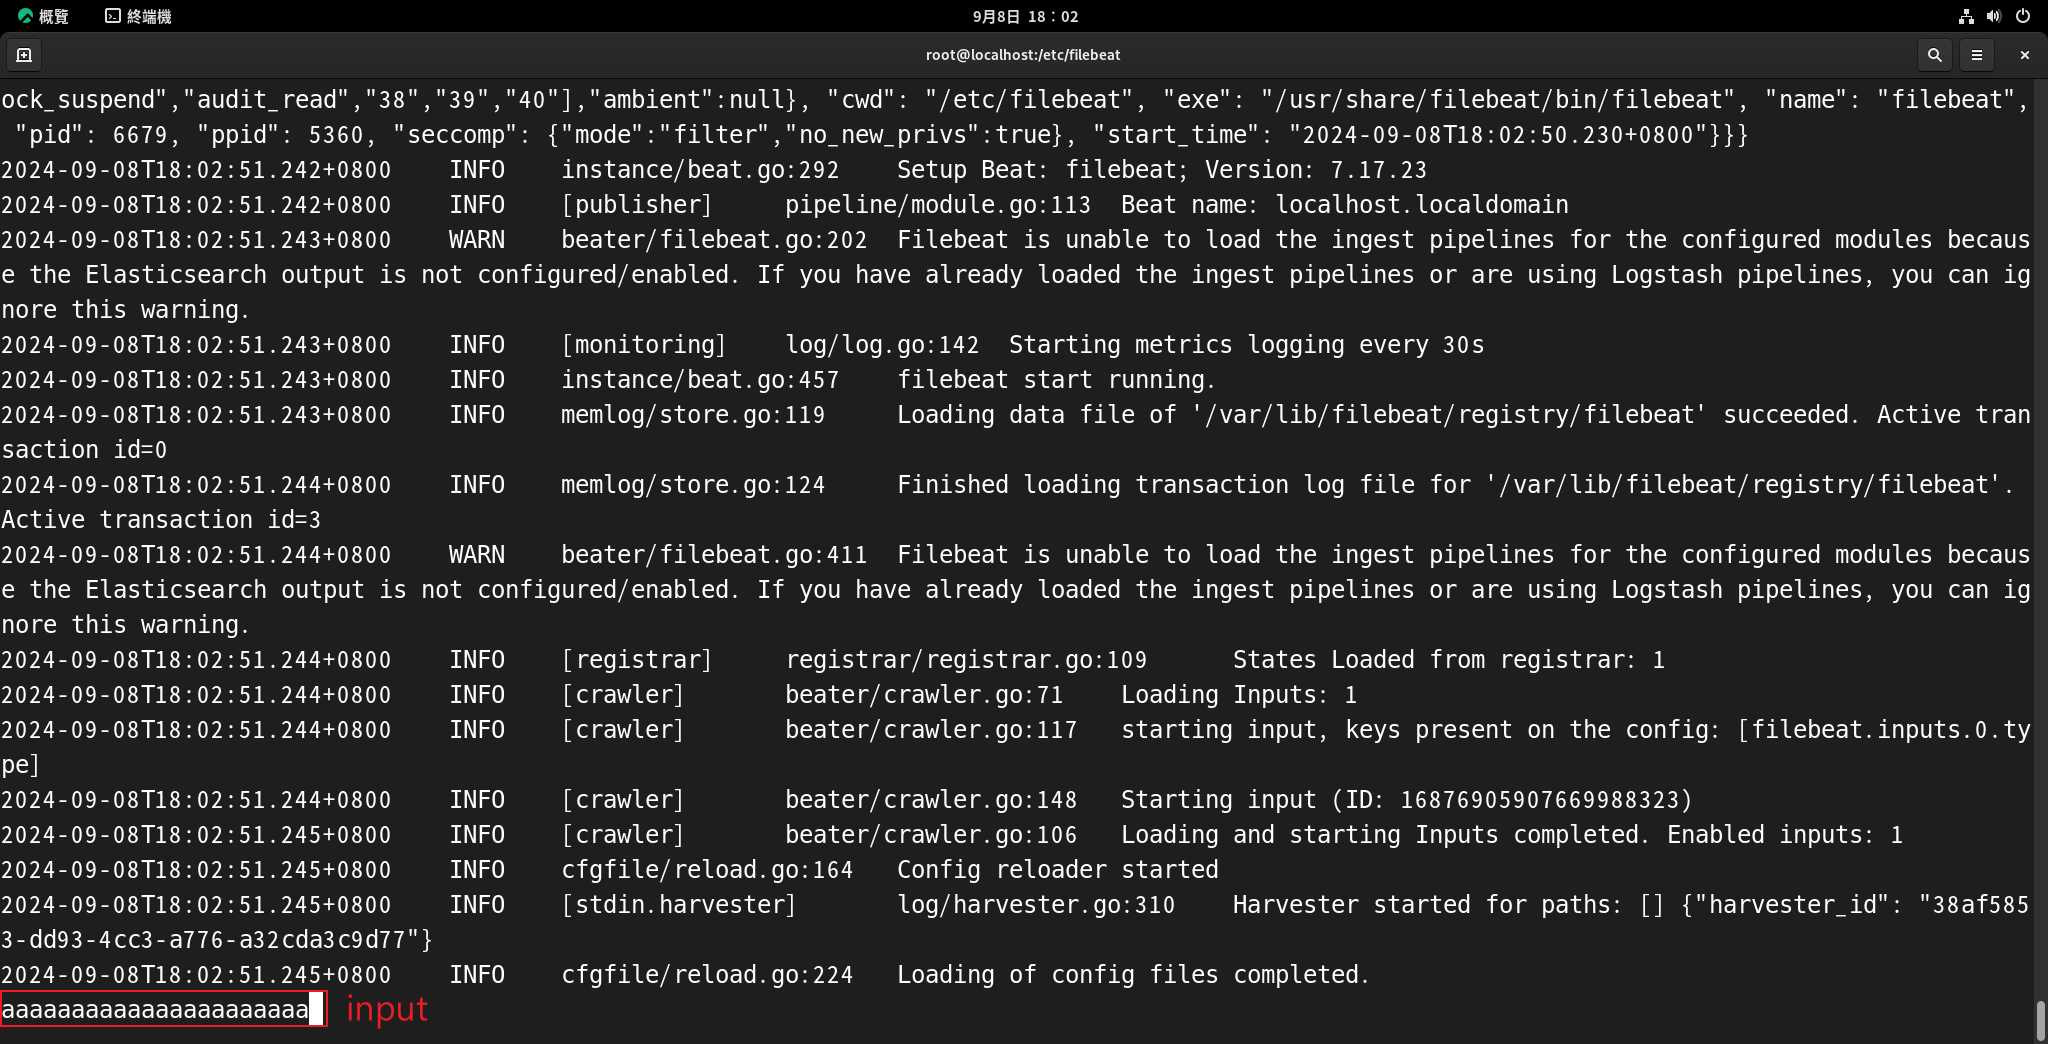 概覽 終端機 9月8日 18：02
root@localhost:/etc/filebeat
ock_suspend","audit_read","38","39","40"],"ambient":null}, "cwd": "/etc/filebeat", "exe": "/usr/share/filebeat/bin/filebeat", "name": "filebeat",
"pid": 6679, "ppid": 5360, "seccomp": {"mode":"filter","no_new_privs":true}, "start_time": "2024-09-08T18:02:50.230+0800"}}}
2024-09-08T18:02:51.242+0800 INFO instance/beat.go:292 Setup Beat: filebeat; Version: 7.17.23
2024-09-08T18:02:51.242+0800 INFO [publisher] pipeline/module.go:113 Beat name: localhost.localdomain
2024-09-08T18:02:51.243+0800 WARN beater/filebeat.go:202 Filebeat is unable to load the ingest pipelines for the configured modules becaus
e the Elasticsearch output is not configured/enabled. If you have already loaded the ingest pipelines or are using Logstash pipelines, you can ig
nore this warning.
2024-09-08T18:02:51.243+0800 INFO [monitoring] log/log.go:142 Starting metrics logging every 30s
2024-09-08T18:02:51.243+0800 INFO instance/beat.go:457 filebeat start running.
2024-09-08T18:02:51.243+0800 INFO memlog/store.go:119 Loading data file of '/var/lib/filebeat/registry/filebeat' succeeded. Active tran
saction id=0
2024-09-08T18:02:51.244+0800 INFO memlog/store.go:124 Finished loading transaction log file for '/var/lib/filebeat/registry/filebeat'.
Active transaction id=3
2024-09-08T18:02:51.244+0800 WARN beater/filebeat.go:411 Filebeat is unable to load the ingest pipelines for the configured modules becaus
e the Elasticsearch output is not configured/enabled. If you have already loaded the ingest pipelines or are using Logstash pipelines, you can ig
nore this warning.
2024-09-08T18:02:51.244+0800 INFO [registrar] registrar/registrar.go:109 States Loaded from registrar: 1
2024-09-08T18:02:51.244+0800 INFO [crawler] beater/crawler.go:71 Loading Inputs: 1
2024-09-08T18:02:51.244+0800 INFO [crawler] beater/crawler.go:117 starting input, keys present on the config: [filebeat.inputs.0.ty
pe]
2024-09-08T18:02:51.244+0800 INFO [crawler] beater/crawler.go:148 Starting input (ID: 16876905907669988323)
2024-09-08T18:02:51.245+0800 INFO [crawler] beater/crawler.go:106 Loading and starting Inputs completed. Enabled inputs: 1
2024-09-08T18:02:51.245+0800 INFO cfgfile/reload.go:164 Config reloader started
2024-09-08T18:02:51.245+0800 INFO [stdin.harvester] log/harvester.go:310 Harvester started for paths: [] {"harvester_id": "38af585
3-dd93-4cc3-a776-a32cda3c9d77"}
2024-09-08T18:02:51.245+0800 INFO cfgfile/reload.go:224 Loading of config files completed.
aaaaaaaaaaaaaaaaaaaaaa input